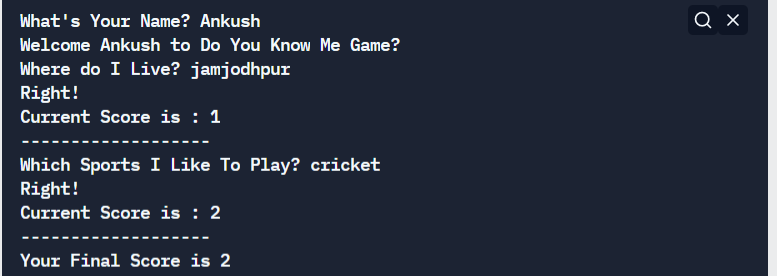 What's Your Name? Ankush
Welcome Ankush to Do You Know Me Game?
Where do I Live? jamjodhpur
Right!
Current Score is : 1
-------------------
Which Sports I Like To Play? cricket
Right!
Current Score is : 2
-------------------
Your Final Score is 2